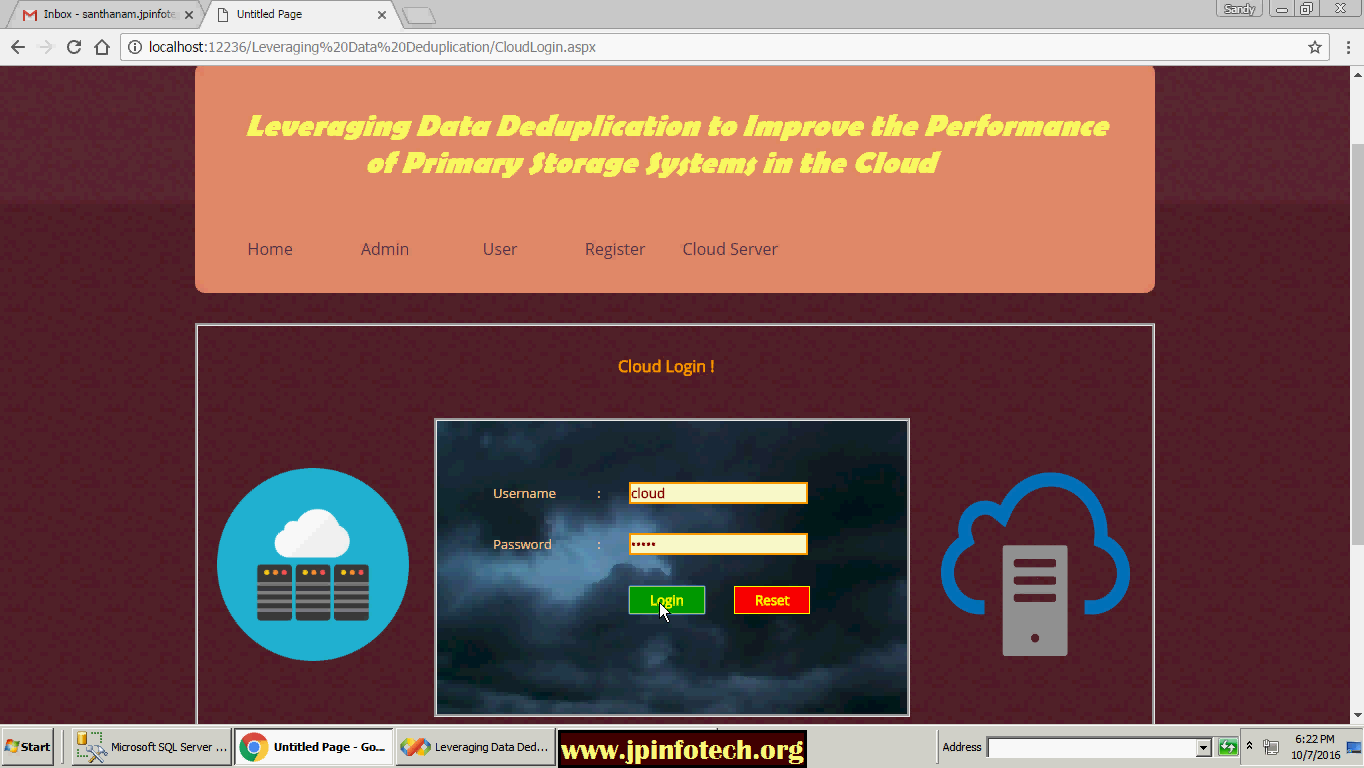 Inbox - santhanam.jpinfote
Untitled Page
Sandy
localhost:12236/Leveraging%20Data%20Deduplication/CloudLogin.aspx
Leveraging Data Deduplication to Improve the Performance
of Primary Storage Systems in the Cloud
Home Admin User Register Cloud Server
Cloud Login !
Username : cloud
Password : •••••
Login Reset
Start Microsoft SQL Server ... Untitled Page - Go... Leveraging Data Ded... www.jpinfotech.org Address 6:22 PM
10/7/2016